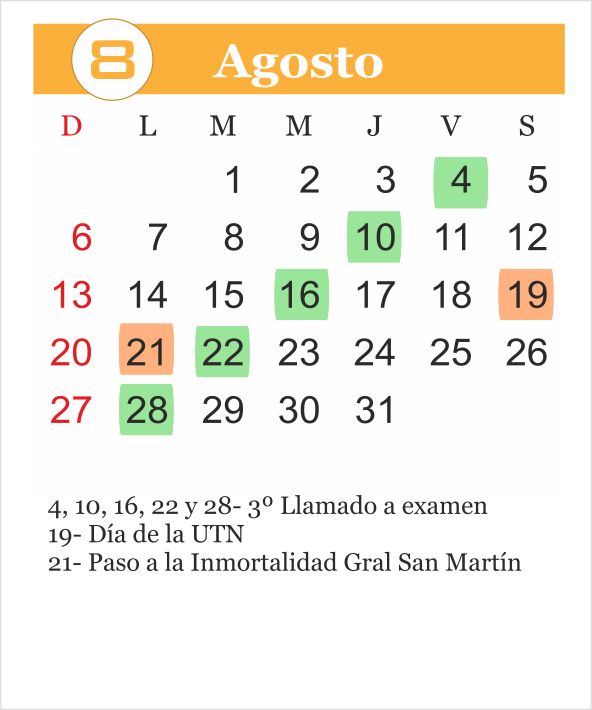 8 Agosto
D L M M J V S
1 2 3 4 5
6 7 8 9 10 11 12
13 14 15 16 17 18 19
20 21 22 23 24 25 26
27 28 29 30 31
4, 10, 16, 22 y 28- 3º Llamado a examen
19- Día de la UTN
21- Paso a la Inmortalidad Gral San Martín